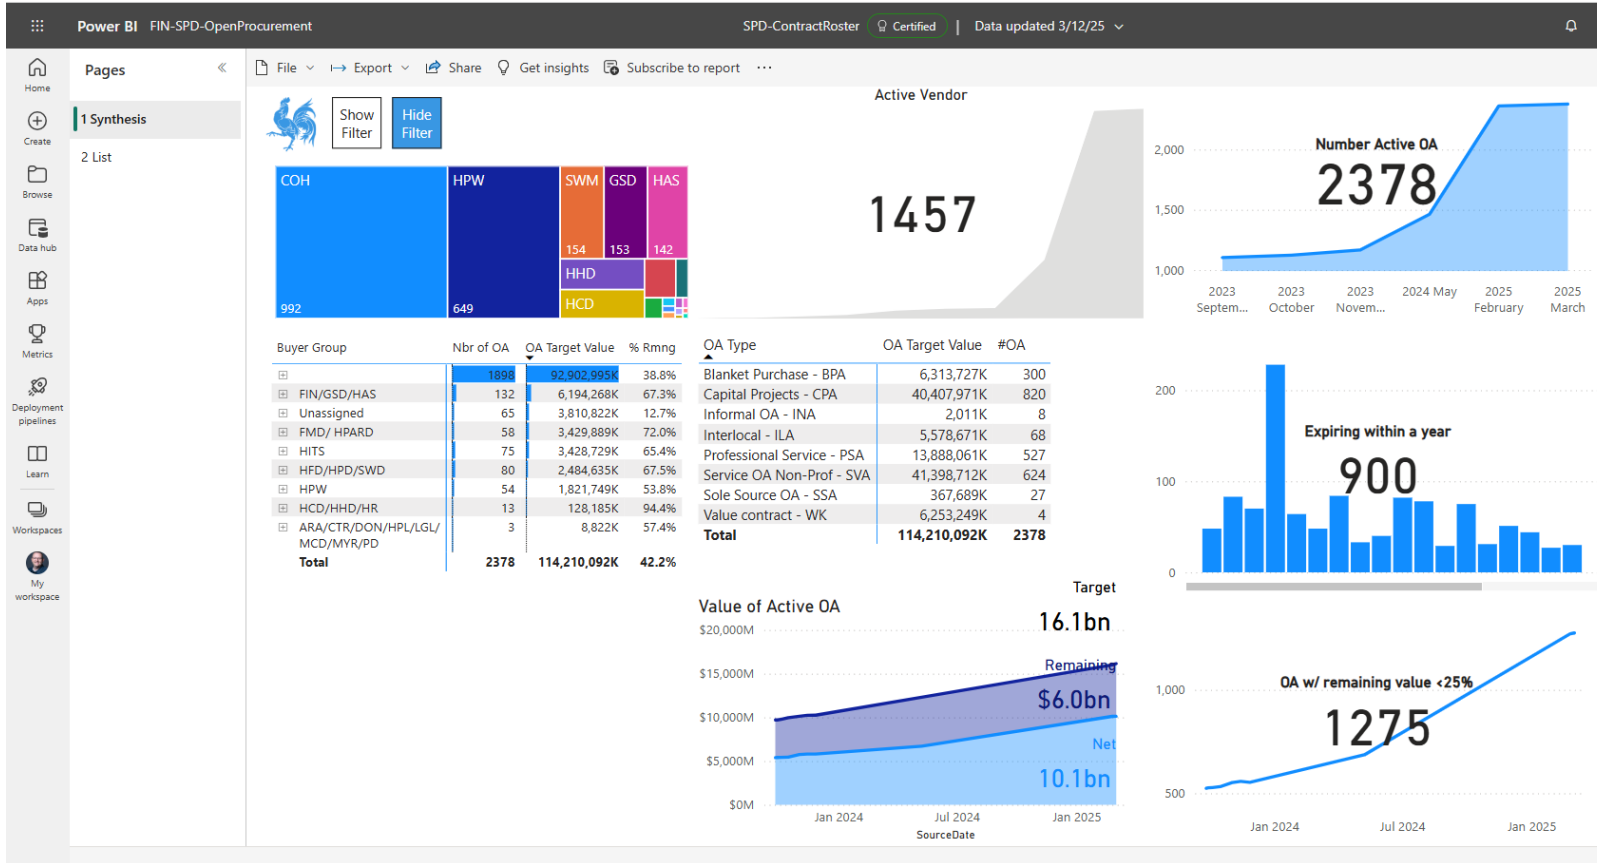 Power BI FIN-SPD-OpenProcurement
SPD-ContractRoster Certified | Data updated 3/12/25
Home
Create
Browse
Data hub
Apps
Metrics
Deployment
pipelines
Learn
Workspaces
My
workspace
Pages
1 Synthesis
2 List
File Export Share Get insights Subscribe to report ...
Show
Filter
Hide
Filter
COH
992
HPW
649
SWM
154
GSD
153
HAS
142
HHD
HCD
Active Vendor
1457
Number Active OA
2378
2,000
1,500
1,000
2023
Septem...
2023
October
2023
Novem...
2024 May
2025
February
2025
March
Buyer Group Nbr of OA OA Target Value % Rmng
1898 92,902,995K 38.8%
FIN/GSD/HAS 132 6,194,268K 67.3%
Unassigned 65 3,810,822K 12.7%
FMD/ HPARD 58 3,429,889K 72.0%
HITS 75 3,428,729K 65.4%
HFD/HPD/SWD 80 2,484,635K 67.5%
HPW 54 1,821,749K 53.8%
HCD/HHD/HR 13 128,185K 94.4%
ARA/CTR/DON/HPL/LGL/ 3 8,822K 57.4%
MCD/MYR/PD
Total 2378 114,210,092K 42.2%
OA Type OA Target Value #OA
Blanket Purchase - BPA 6,313,727K 300
Capital Projects - CPA 40,407,971K 820
Informal OA - INA 2,011K 8
Interlocal - ILA 5,578,671K 68
Professional Service - PSA 13,888,061K 527
Service OA Non-Prof - SVA 41,398,712K 624
Sole Source OA - SSA 367,689K 27
Value contract - WK 6,253,249K 4
Total 114,210,092K 2378
Expiring within a year
900
200
100
0
Value of Active OA
Target
16.1bn
Remaining
$6.0bn
Net
10.1bn
$20,000M
$15,000M
$10,000M
$5,000M
$0M
Jan 2024 Jul 2024 Jan 2025
SourceDate
OA w/ remaining value <25%
1275
1,000
500
Jan 2024 Jul 2024 Jan 2025